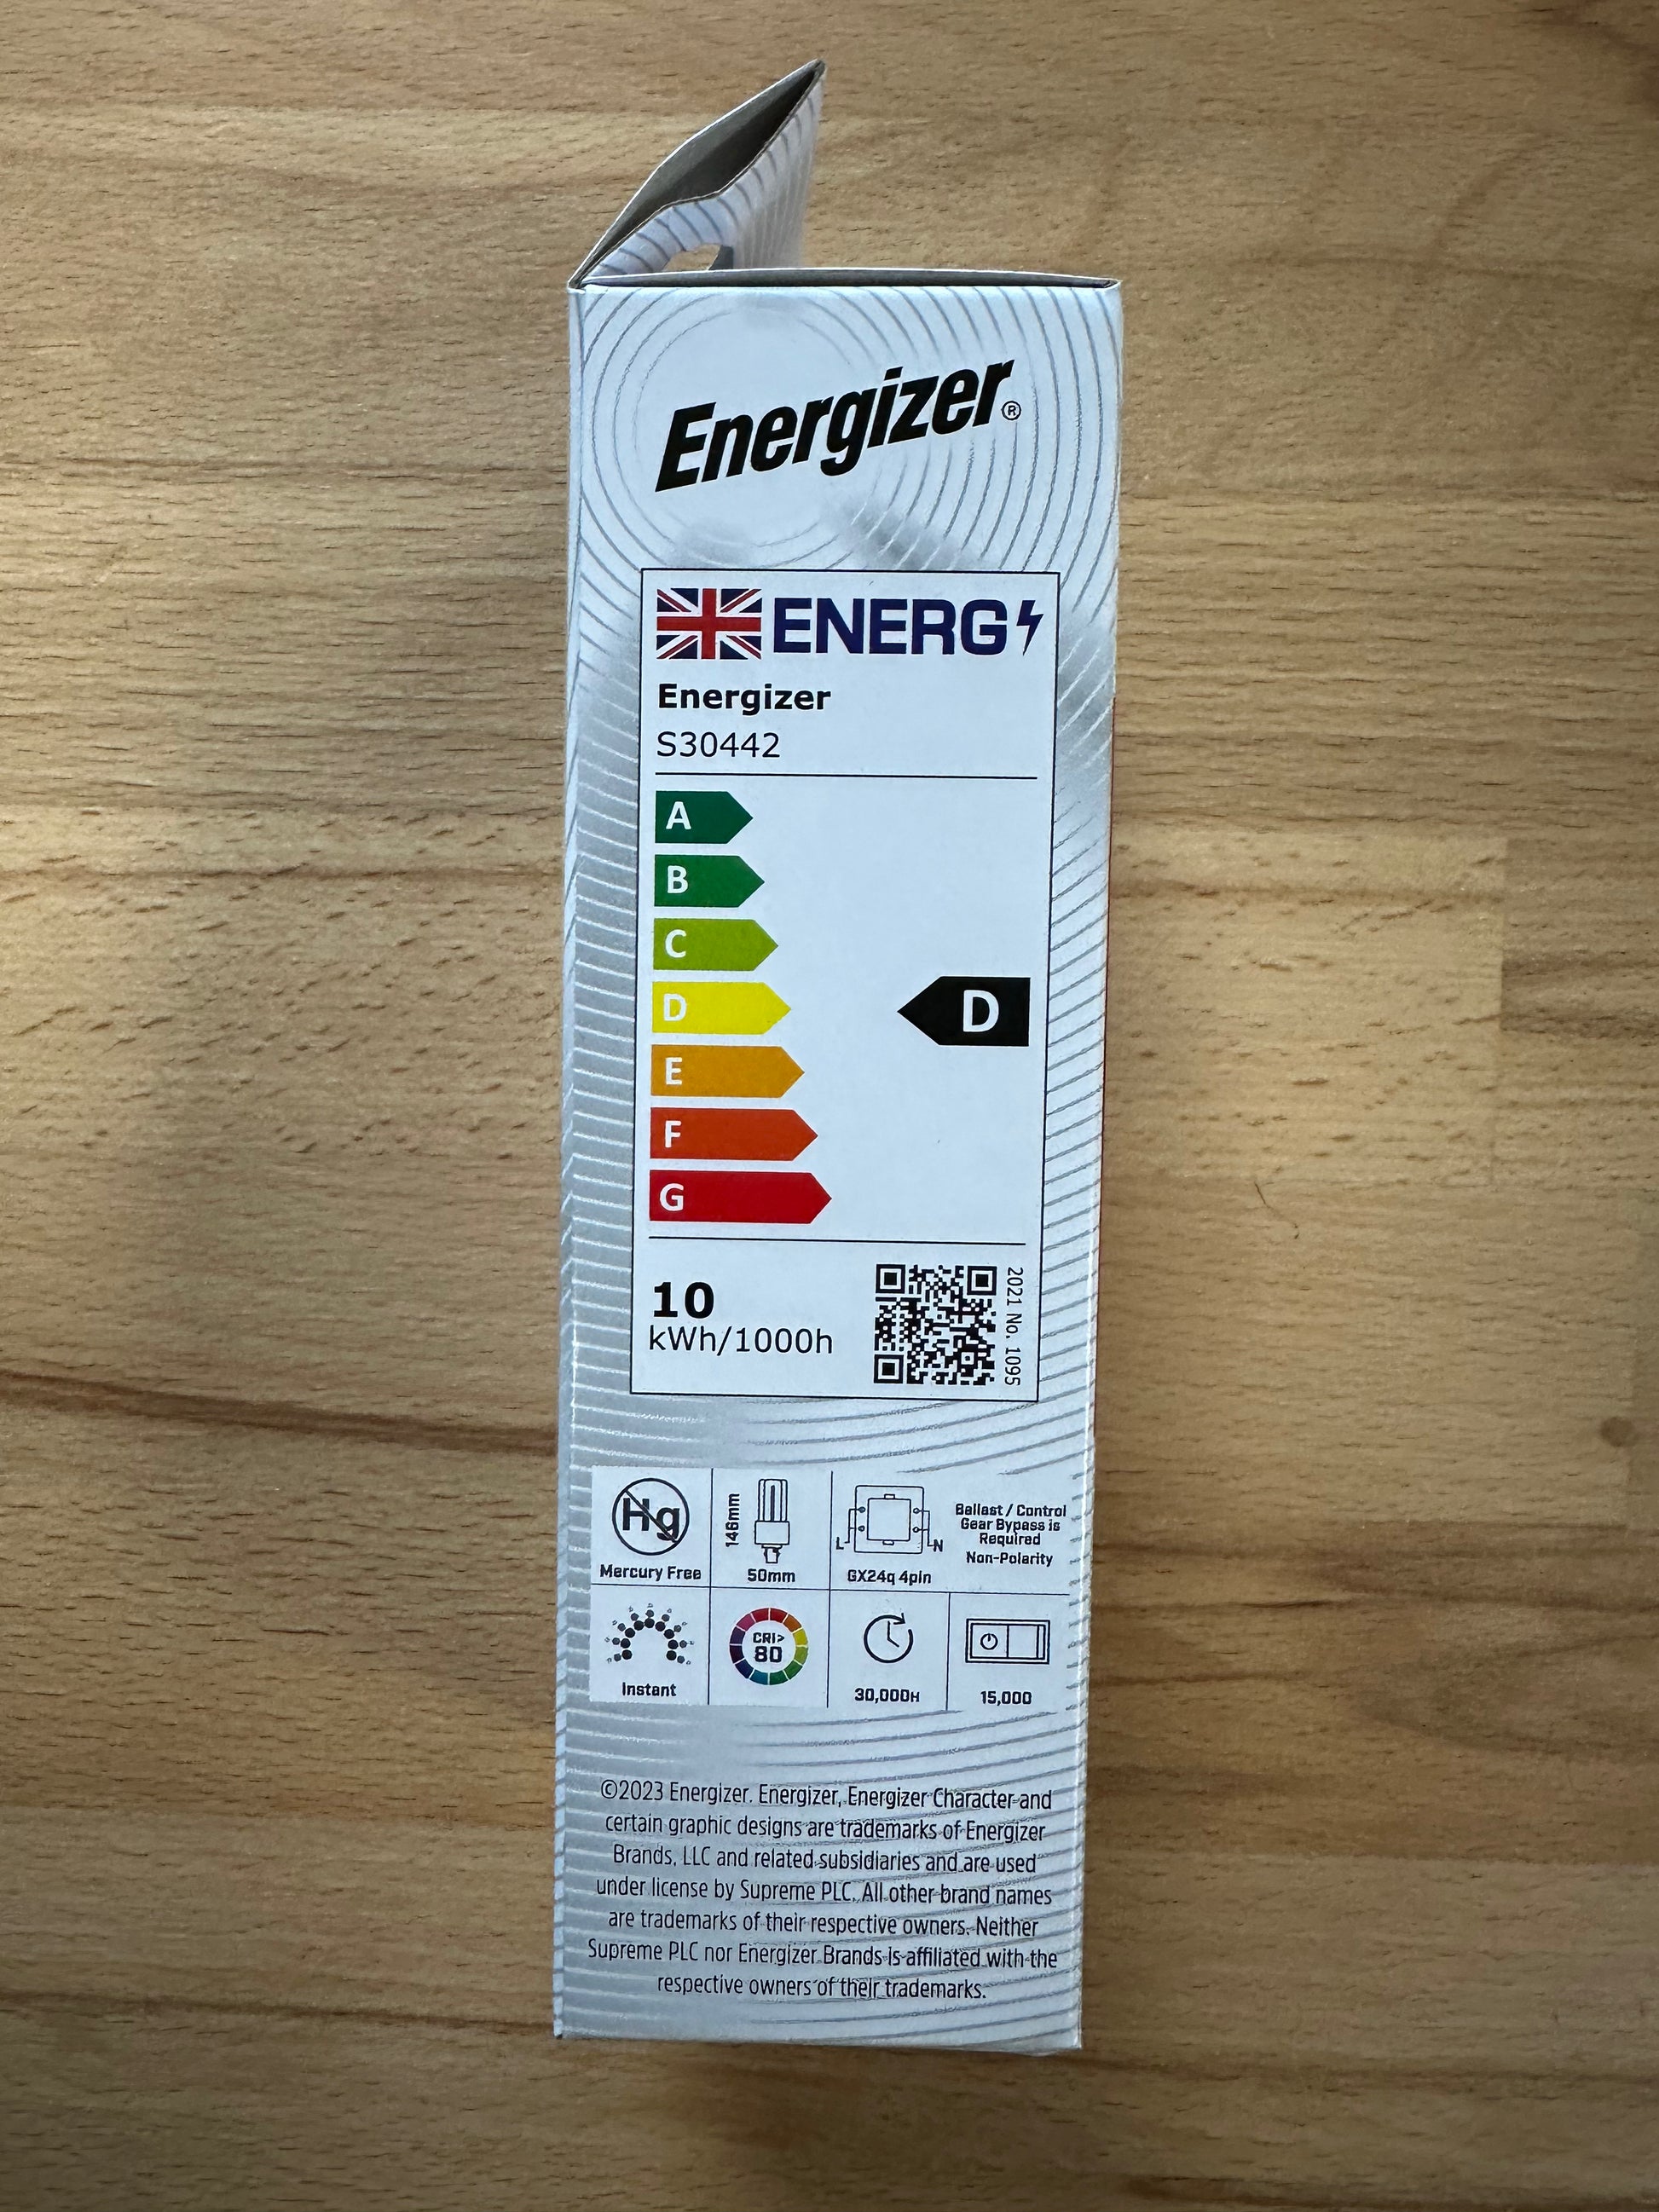 Energizer®
ENERG
Energizer
S30442
A
B
C
D
D
E
F
G
10
kWh/1000h
2021 No. 1095
Hg
Mercury Free
146mm
50mm
L
N
GX24q 4pin
Ballast / Control
Gear Bypass is
Required
Non-Polarity
Instant
CRI>
80
30,000H
15,000
©2023 Energizer. Energizer, Energizer Character and
certain graphic designs are trademarks of Energizer
Brands, LLC and related subsidiaries and are used
under license by Supreme PLC. All other brand names
are trademarks of their respective owners. Neither
Supreme PLC nor Energizer Brands is affiliated with the
respective owners of their trademarks.